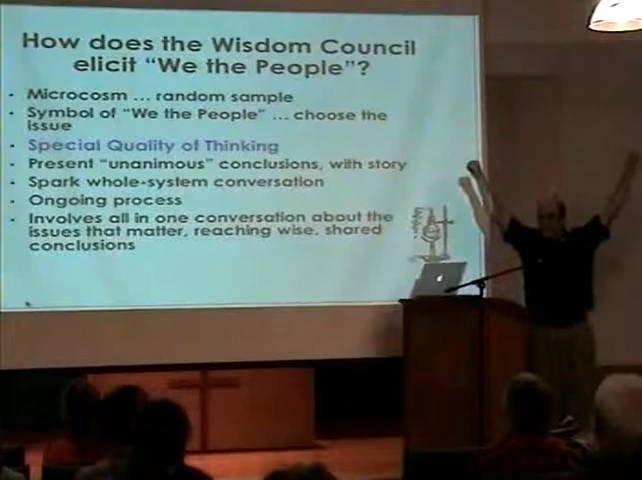 How does the Wisdom Council
elicit "We the People"?
• Microcosm ... random sample
• Symbol of "We the People" ... choose the
issue
• Special Quality of Thinking
• Present "unanimous" conclusions, with story
• Spark whole-system conversation
• Ongoing process
• Involves all in one conversation about the
issues that matter, reaching wise, shared
conclusions